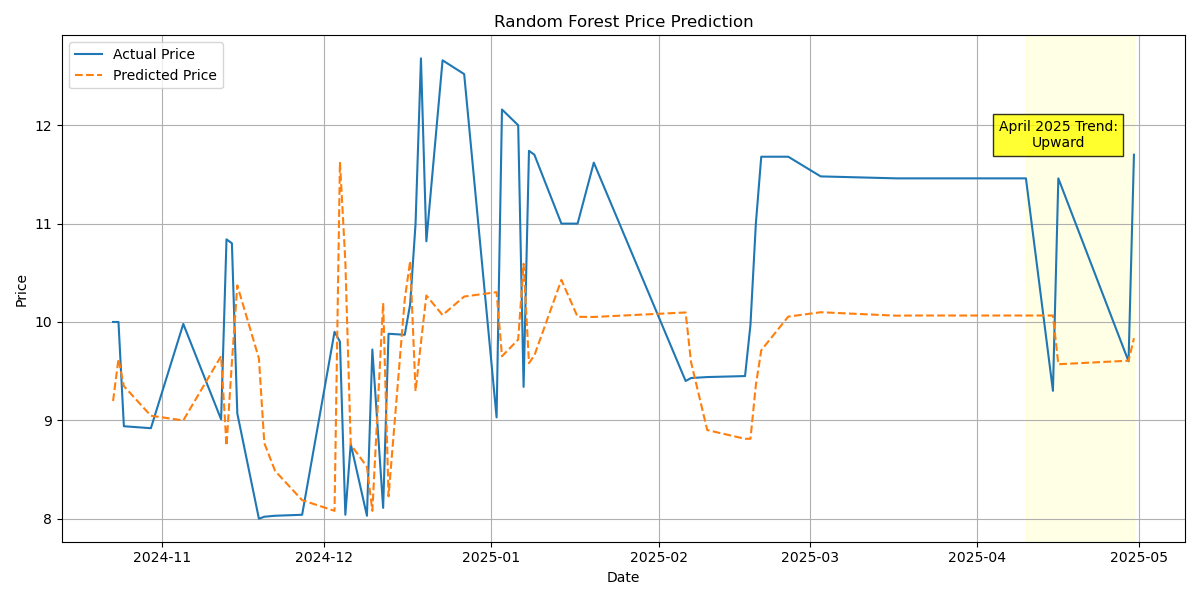 Random Forest Price Prediction
Actual Price
Predicted Price
April 2025 Trend:
Upward
Price
12
11
10
9
8
2024-11
2024-12
2025-01
2025-02
2025-03
2025-04
2025-05
Date